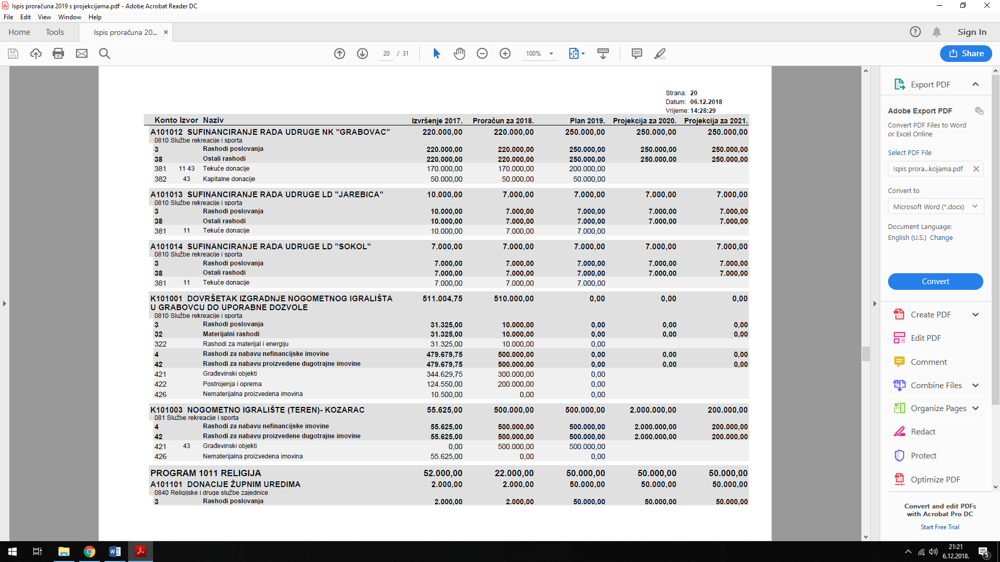 Ispis proračuna 2019 s projekcijama.pdf - Adobe Acrobat Reader DC
File Edit View Window Help
Home Tools Ispis proračuna 20... × Sign In
20 / 31 100% Share
Strana: 20
Datum: 06.12.2018
Vrijeme: 14:28:29
Konto Izvor Naziv Izvršenje 2017. Proračun za 2018. Plan 2019. Projekcija za 2020. Projekcija za 2021.
A101012 SUFINANCIRANJE RADA UDRUGE NK "GRABOVAC" 220.000,00 220.000,00 250.000,00 250.000,00 250.000,00
0810 Službe rekreacije i sporta
3 Rashodi poslovanja 220.000,00 220.000,00 250.000,00 250.000,00 250.000,00
38 Ostali rashodi 220.000,00 220.000,00 250.000,00 250.000,00 250.000,00
381 11 43 Tekuće donacije 170.000,00 170.000,00 200.000,00
382 43 Kapitalne donacije 50.000,00 50.000,00 50.000,00
A101013 SUFINANCIRANJE RADA UDRUGE LD "JAREBICA" 10.000,00 7.000,00 7.000,00 7.000,00 7.000,00
0810 Službe rekreacije i sporta
3 Rashodi poslovanja 10.000,00 7.000,00 7.000,00 7.000,00 7.000,00
38 Ostali rashodi 10.000,00 7.000,00 7.000,00 7.000,00 7.000,00
381 11 Tekuće donacije 10.000,00 7.000,00 7.000,00
A101014 SUFINANCIRANJE RADA UDRUGE LD "SOKOL" 7.000,00 7.000,00 7.000,00 7.000,00 7.000,00
0810 Službe rekreacije i sporta
3 Rashodi poslovanja 7.000,00 7.000,00 7.000,00 7.000,00 7.000,00
38 Ostali rashodi 7.000,00 7.000,00 7.000,00 7.000,00 7.000,00
381 11 Tekuće donacije 7.000,00 7.000,00 7.000,00
K101001 DOVRŠETAK IZGRADNJE NOGOMETNOG IGRALIŠTA 511.004,75 510.000,00 0,00 0,00 0,00
U GRABOVCU DO UPORABNE DOZVOLE
0810 Službe rekreacije i sporta
3 Rashodi poslovanja 31.325,00 10.000,00 0,00 0,00 0,00
32 Materijalni rashodi 31.325,00 10.000,00 0,00 0,00 0,00
322 Rashodi za materijal i energiju 31.325,00 10.000,00 0,00
4 Rashodi za nabavu nefinancijske imovine 479.679,75 500.000,00 0,00 0,00 0,00
42 Rashodi za nabavu proizvedene dugotrajne imovine 479.679,75 500.000,00 0,00 0,00 0,00
421 Građevinski objekti 344.629,75 300.000,00 0,00
422 Postrojenja i oprema 124.550,00 200.000,00 0,00
426 Nematerijalna proizvedena imovina 10.500,00 0,00 0,00
K101003 NOGOMETNO IGRALIŠTE (TEREN)- KOZARAC 55.625,00 500.000,00 500.000,00 2.000.000,00 200.000,00
081 Službe rekreacije i sporta
4 Rashodi za nabavu nefinancijske imovine 55.625,00 500.000,00 500.000,00 2.000.000,00 200.000,00
42 Rashodi za nabavu proizvedene dugotrajne imovine 55.625,00 500.000,00 500.000,00 2.000.000,00 200.000,00
421 43 Građevinski objekti 0,00 500.000,00 500.000,00
426 Nematerijalna proizvedena imovina 55.625,00 0,00 0,00
PROGRAM 1011 RELIGIJA 52.000,00 22.000,00 50.000,00 50.000,00 50.000,00
A101101 DONACIJE ŽUPNIM UREDIMA 2.000,00 2.000,00 50.000,00 50.000,00 50.000,00
0840 Religijske i druge službe zajednice
3 Rashodi poslovanja 2.000,00 2.000,00 50.000,00 50.000,00 50.000,00
Export PDF
Adobe Export PDF
Convert PDF Files to Word
or Excel Online
Select PDF File
Ispis prora...kcijama.pdf
Convert to
Microsoft Word (*.docx)
Document Language:
English (U.S.) Change
Convert
Create PDF
Edit PDF
Comment
Combine Files
Organize Pages
Redact
Protect
Optimize PDF
Convert and edit PDFs
with Acrobat Pro DC
Start Free Trial
21:21
6.12.2018.
5